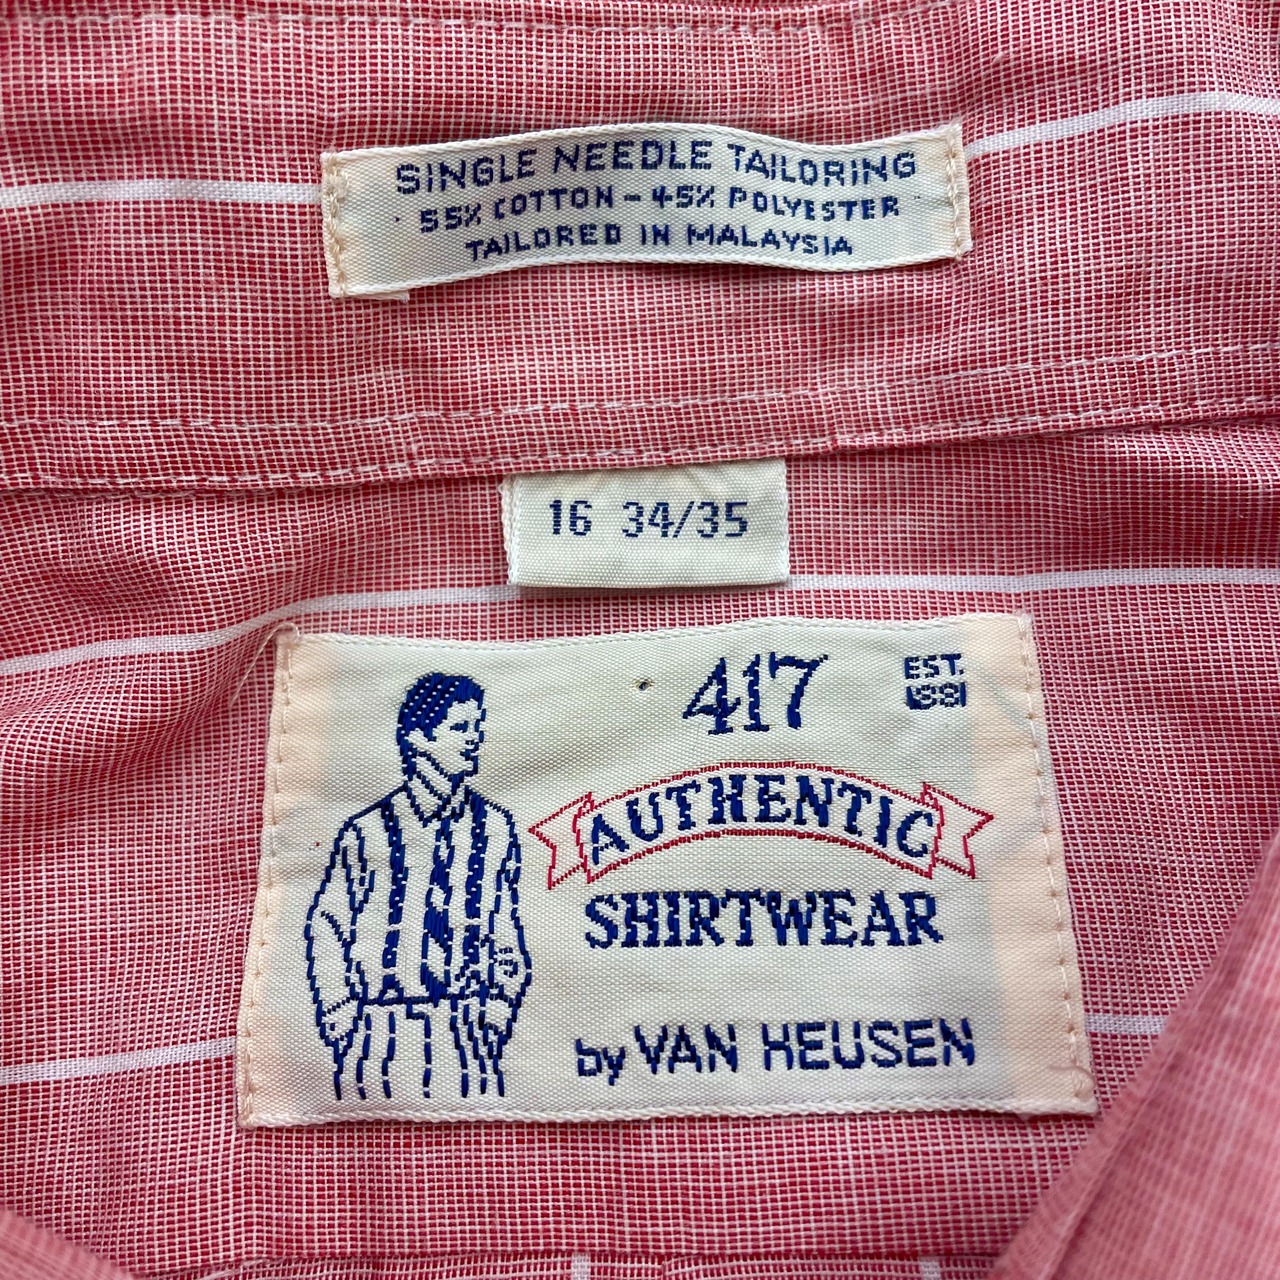 SINGLE NEEDLE TAILORING
55% COTTON - 45% POLYESTER
TAILORED IN MALAYSIA
16 34/35
417
EST.
1881
AUTHENTIC
SHIRTWEAR
by VAN HEUSEN